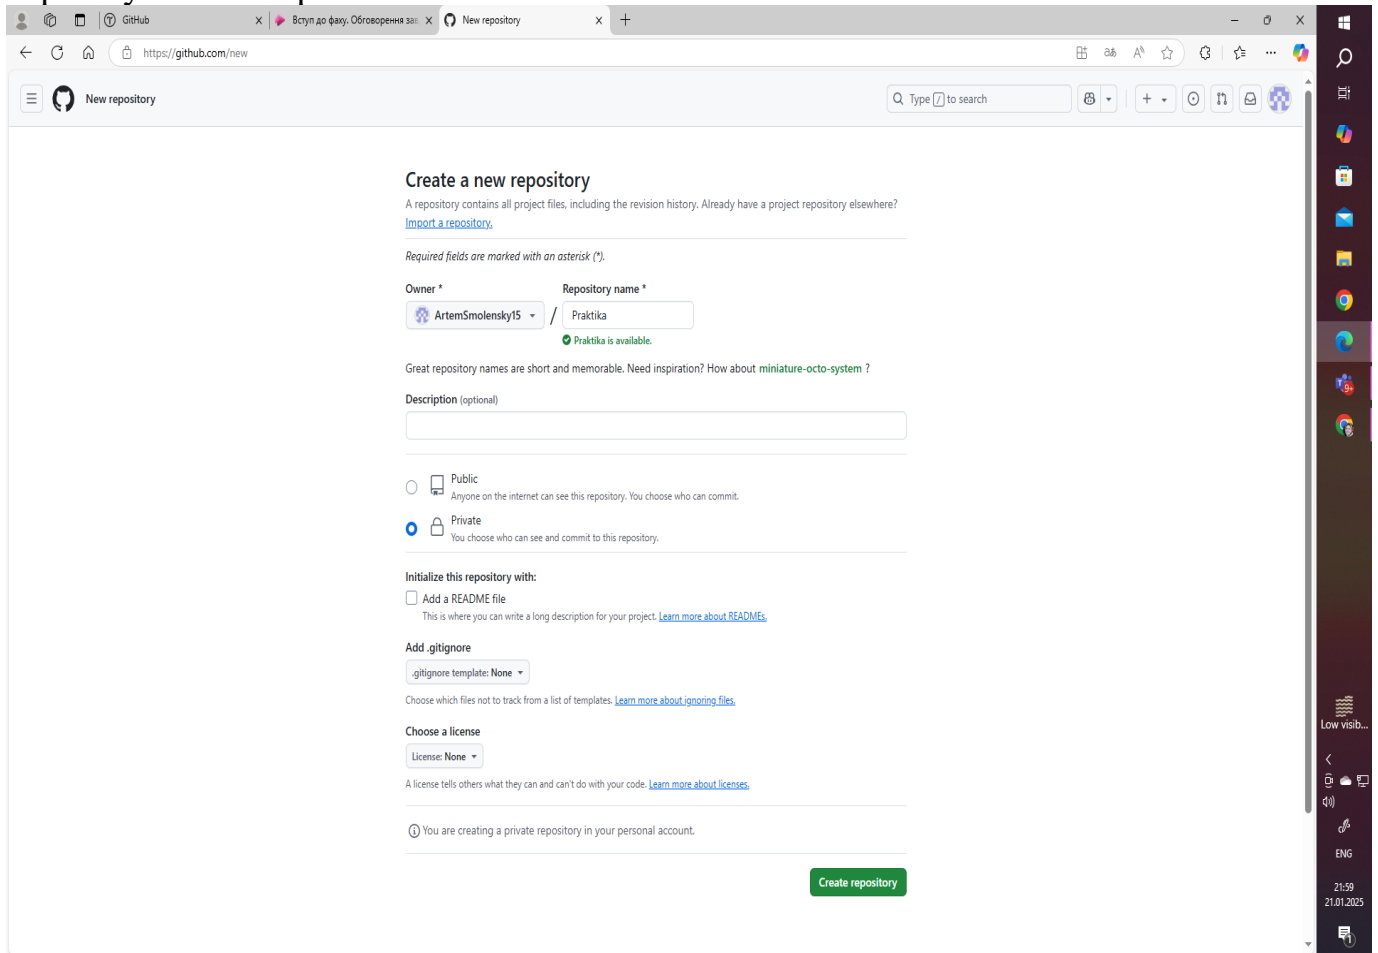 GitHub
Вступ до фаху. Обговорення зав
New repository
https://github.com/new
New repository
Type / to search
Create a new repository
A repository contains all project files, including the revision history. Already have a project repository elsewhere?
Import a repository.
Required fields are marked with an asterisk (*).
Owner *
Repository name *
ArtemSmolensky15
/
Praktika
Praktika is available.
Great repository names are short and memorable. Need inspiration? How about miniature-octo-system ?
Description (optional)
Public
Anyone on the internet can see this repository. You choose who can commit.
Private
You choose who can see and commit to this repository.
Initialize this repository with:
Add a README file
This is where you can write a long description for your project. Learn more about READMEs.
Add .gitignore
.gitignore template: None
Choose which files not to track from a list of templates. Learn more about ignoring files.
Choose a license
License: None
A license tells others what they can and can't do with your code. Learn more about licenses.
You are creating a private repository in your personal account.
Create repository
9+
Low visib...
ENG
21:59
21.01.2025
1